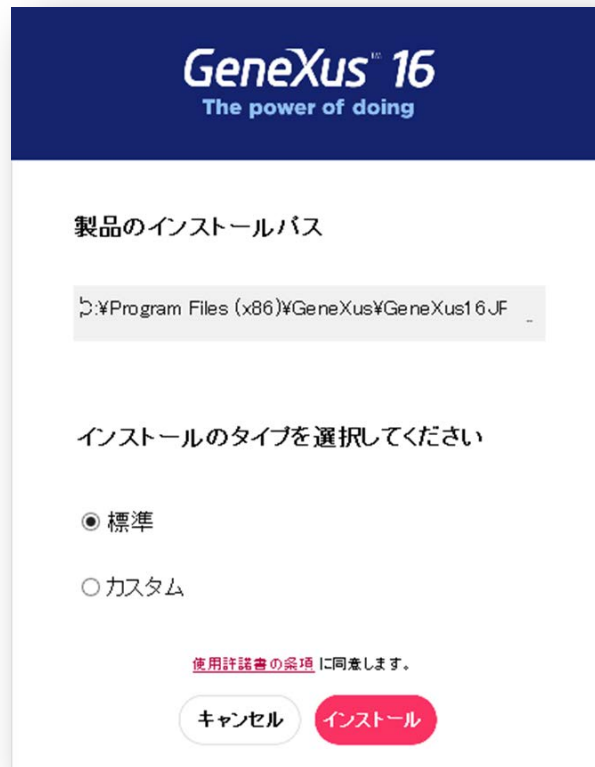 GeneXus™ 16
The power of doing
製品のインストールパス
C:¥Program Files (x86)¥GeneXus¥GeneXus16JP
インストールのタイプを選択してください
標準
カスタム
使用許諾書の条項 に同意します。
キャンセル インストール